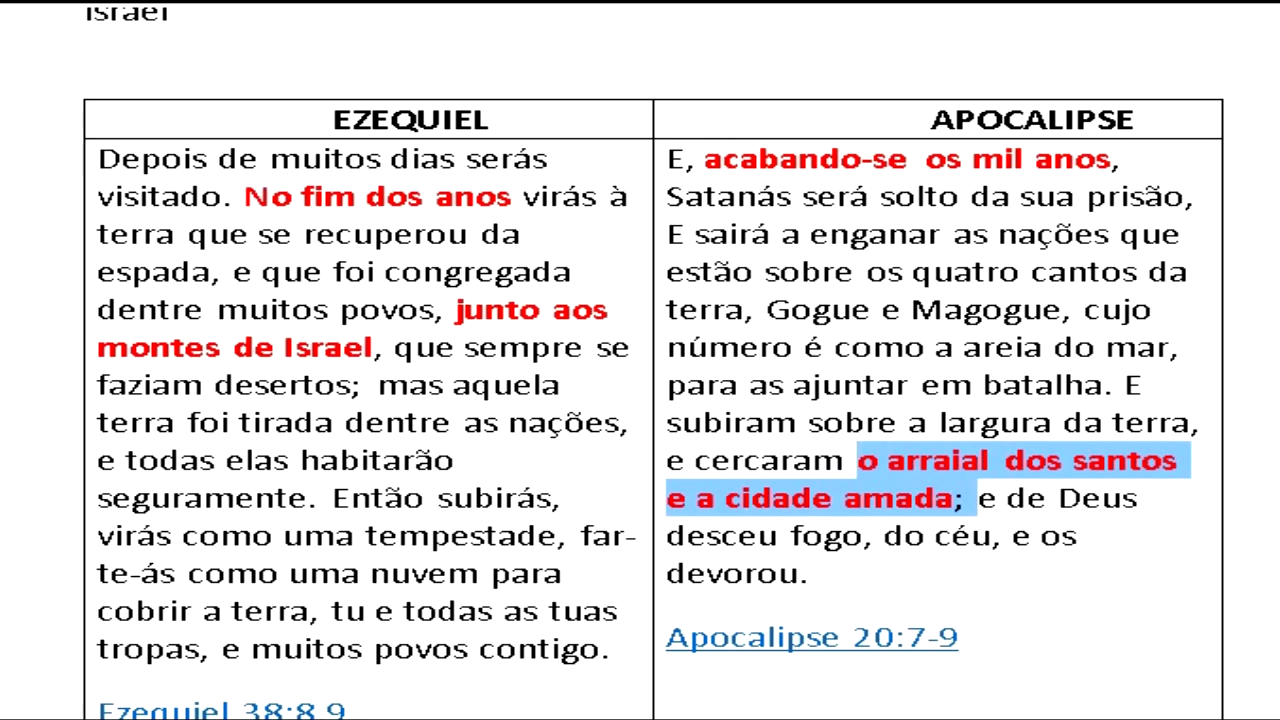 Israel
EZEQUIEL
Depois de muitos dias serás
visitado. No fim dos anos virás à
terra que se recuperou da
espada, e que foi congregada
dentre muitos povos, junto aos
montes de Israel, que sempre se
faziam desertos; mas aquela
terra foi tirada dentre as nações,
e todas elas habitarão
seguramente. Então subirás,
virás como uma tempestade, far-
te-ás como uma nuvem para
cobrir a terra, tu e todas as tuas
tropas, e muitos povos contigo.
Ezequiel 38:8,9
APOCALIPSE
E, acabando-se os mil anos,
Satanás será solto da sua prisão,
E sairá a enganar as nações que
estão sobre os quatro cantos da
terra, Gogue e Magogue, cujo
número é como a areia do mar,
para as ajuntar em batalha. E
subiram sobre a largura da terra,
e cercaram o arraial dos santos
e a cidade amada; e de Deus
desceu fogo, do céu, e os
devorou.
Apocalipse 20:7-9